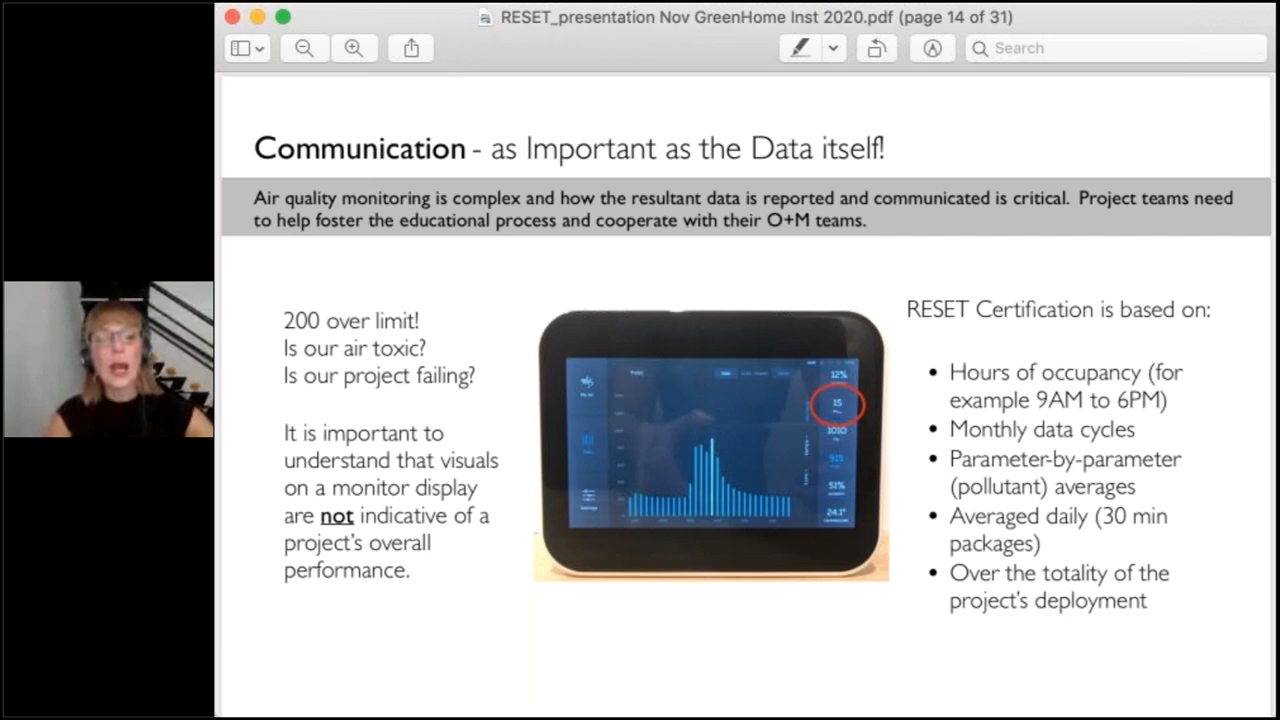 RESET_presentation Nov GreenHome Inst 2020.pdf (page 14 of 31)
Search
Communication - as Important as the Data itself!
Air quality monitoring is complex and how the resultant data is reported and communicated is critical. Project teams need
to help foster the educational process and cooperate with their O+M teams.
200 over limit!
Is our air toxic?
Is our project failing?
It is important to
understand that visuals
on a monitor display
are not indicative of a
project's overall
performance.
12%
15
1010
915
51%
24.1°
Settings
RESET Certification is based on:
• Hours of occupancy (for
example 9AM to 6PM)
• Monthly data cycles
• Parameter-by-parameter
(pollutant) averages
• Averaged daily (30 min
packages)
• Over the totality of the
project's deployment